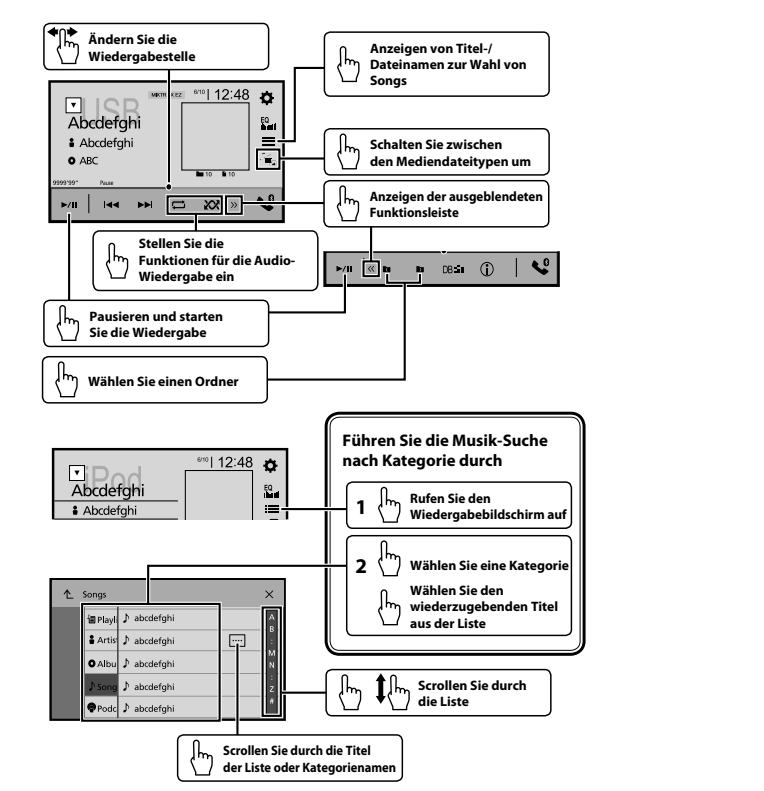 Ändern Sie die
Wiedergabestelle
Anzeigen von Titel-/
Dateinamen zur Wahl von
Songs
USB
MIXTRAX EZ
6/10
12:48
Abcdefghi
EQ
Abcdefghi
ABC
10 10
9999'99"
Pause
Schalten Sie zwischen
den Mediendateitypen um
Anzeigen der ausgeblendeten
Funktionsleiste
Stellen Sie die
Funktionen für die Audio-
Wiedergabe ein
DB
Pausieren und starten
Sie die Wiedergabe
Wählen Sie einen Ordner
iPod
6/10
12:48
Abcdefghi
EQ
Abcdefghi
Führen Sie die Musik-Suche
nach Kategorie durch
1
Rufen Sie den
Wiedergabebildschirm auf
2
Wählen Sie eine Kategorie
Wählen Sie den
wiederzugebenden Titel
aus der Liste
Songs
Playli
abcdefghi
Artis
abcdefghi
Albu
abcdefghi
Song
abcdefghi
Podc
abcdefghi
A
B
:
M
N
:
Z
#
Scrollen Sie durch
die Liste
Scrollen Sie durch die Titel
der Liste oder Kategorienamen